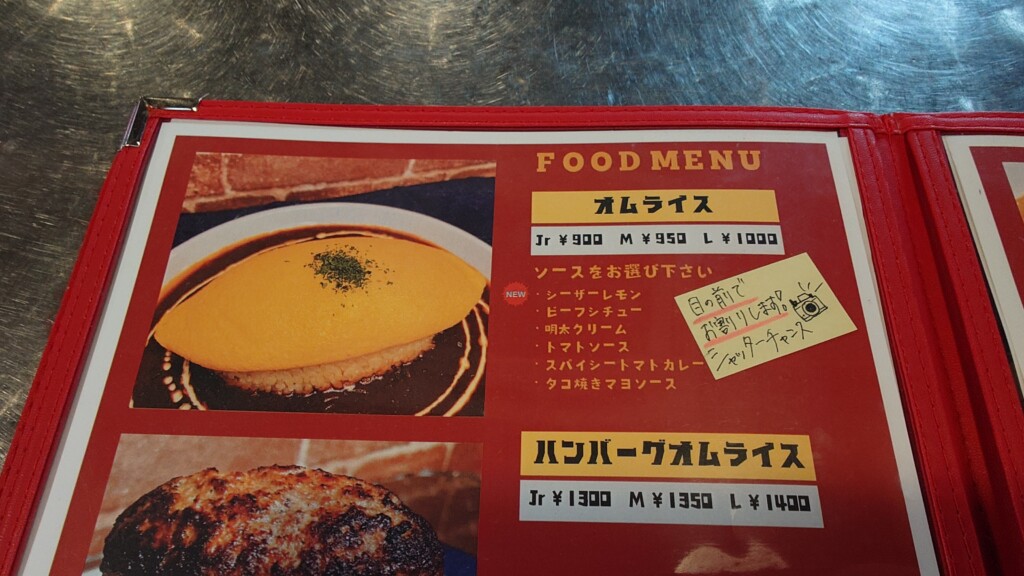 FOOD MENU
オムライス
Jr ¥900 M ¥950 L ¥1000
ソースをお選び下さい
NEW
・シーザーレモン
・ビーフシチュー
・明太クリーム
・トマトソース
・スパイシートマトカレー
・タコ焼きマヨソース
目の前で
お割りします!
シャッターチャンス
ハンバーグオムライス
Jr ¥1300 M ¥1350 L ¥1400